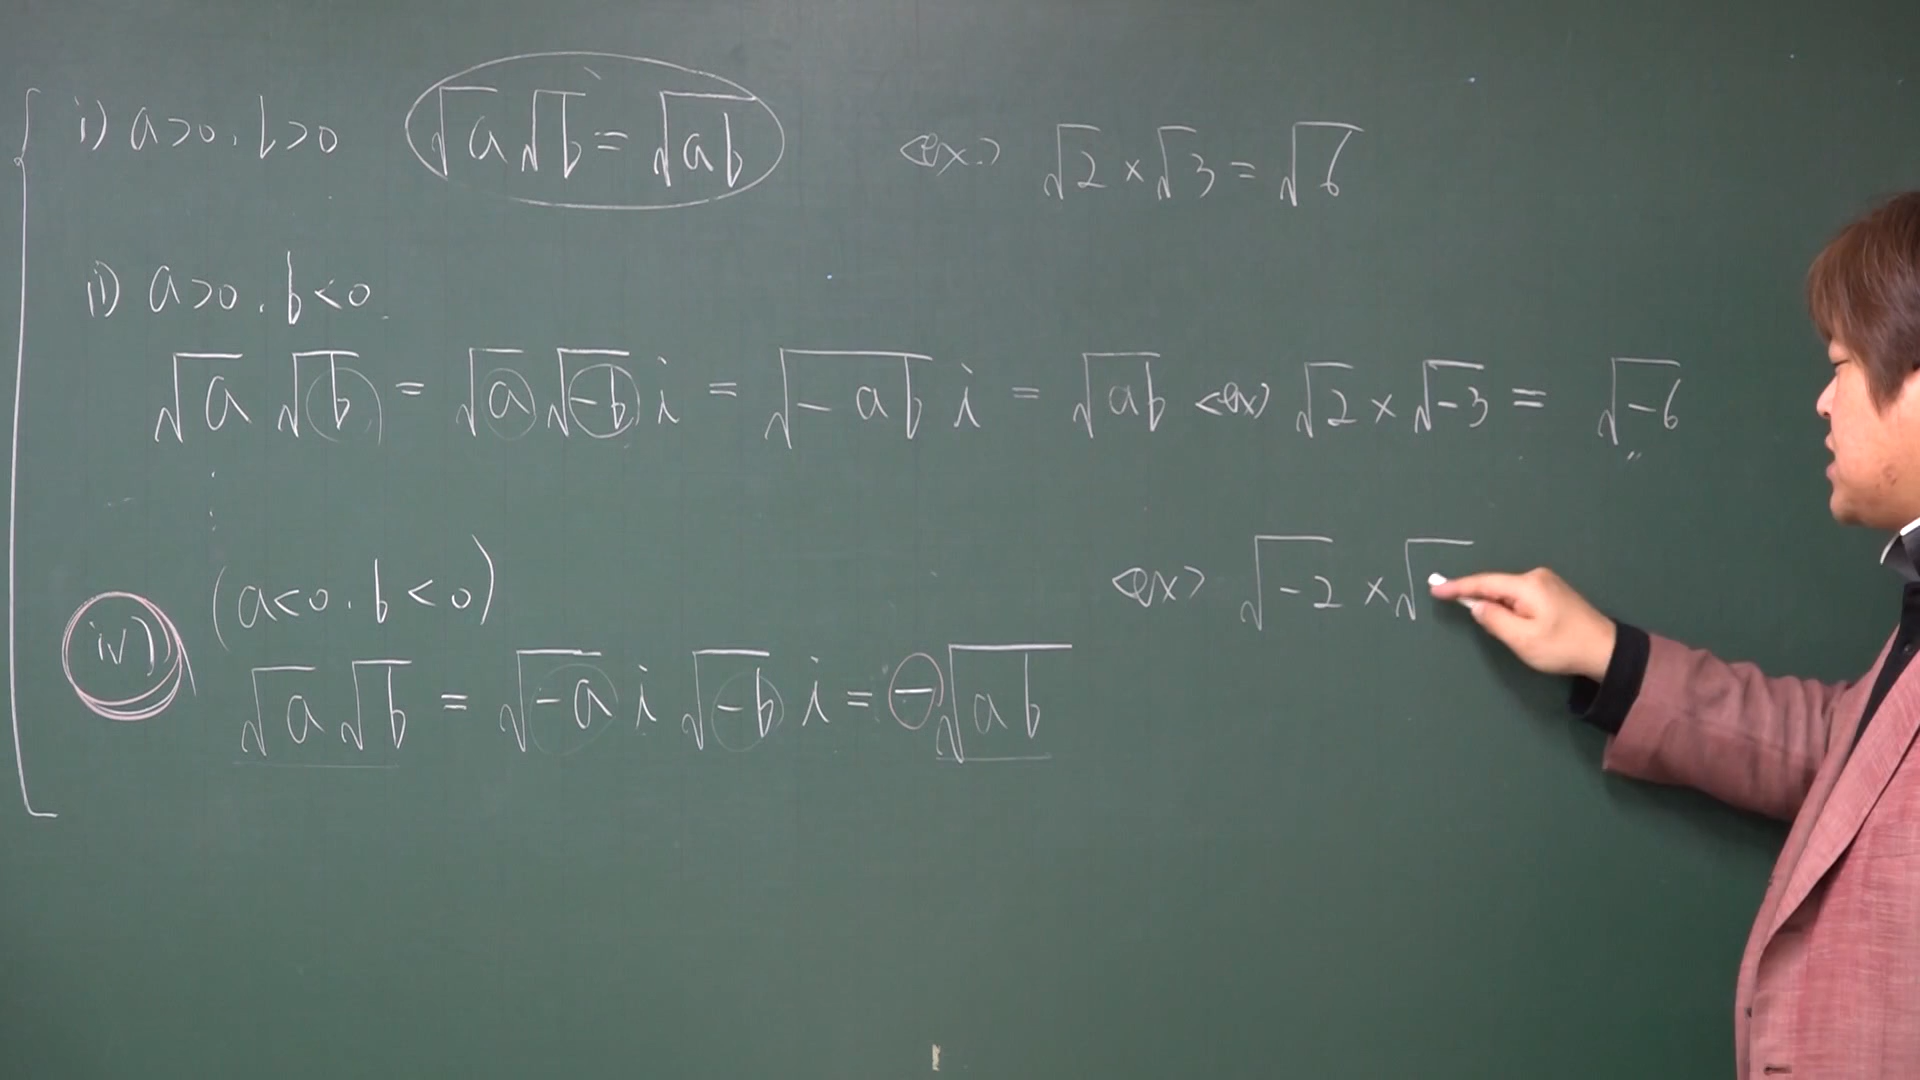 i) a>0, b>0 √a√b = √ab <ex> √2 × √3 = √6
ii) a>0, b<0
√a √b = √a √-b i = √-ab i = √ab <ex> √2 × √-3 = √-6
⋮
iv) (a<0, b<0) <ex> √-2 × √
√a√b = √-a i √-b i = -√ab